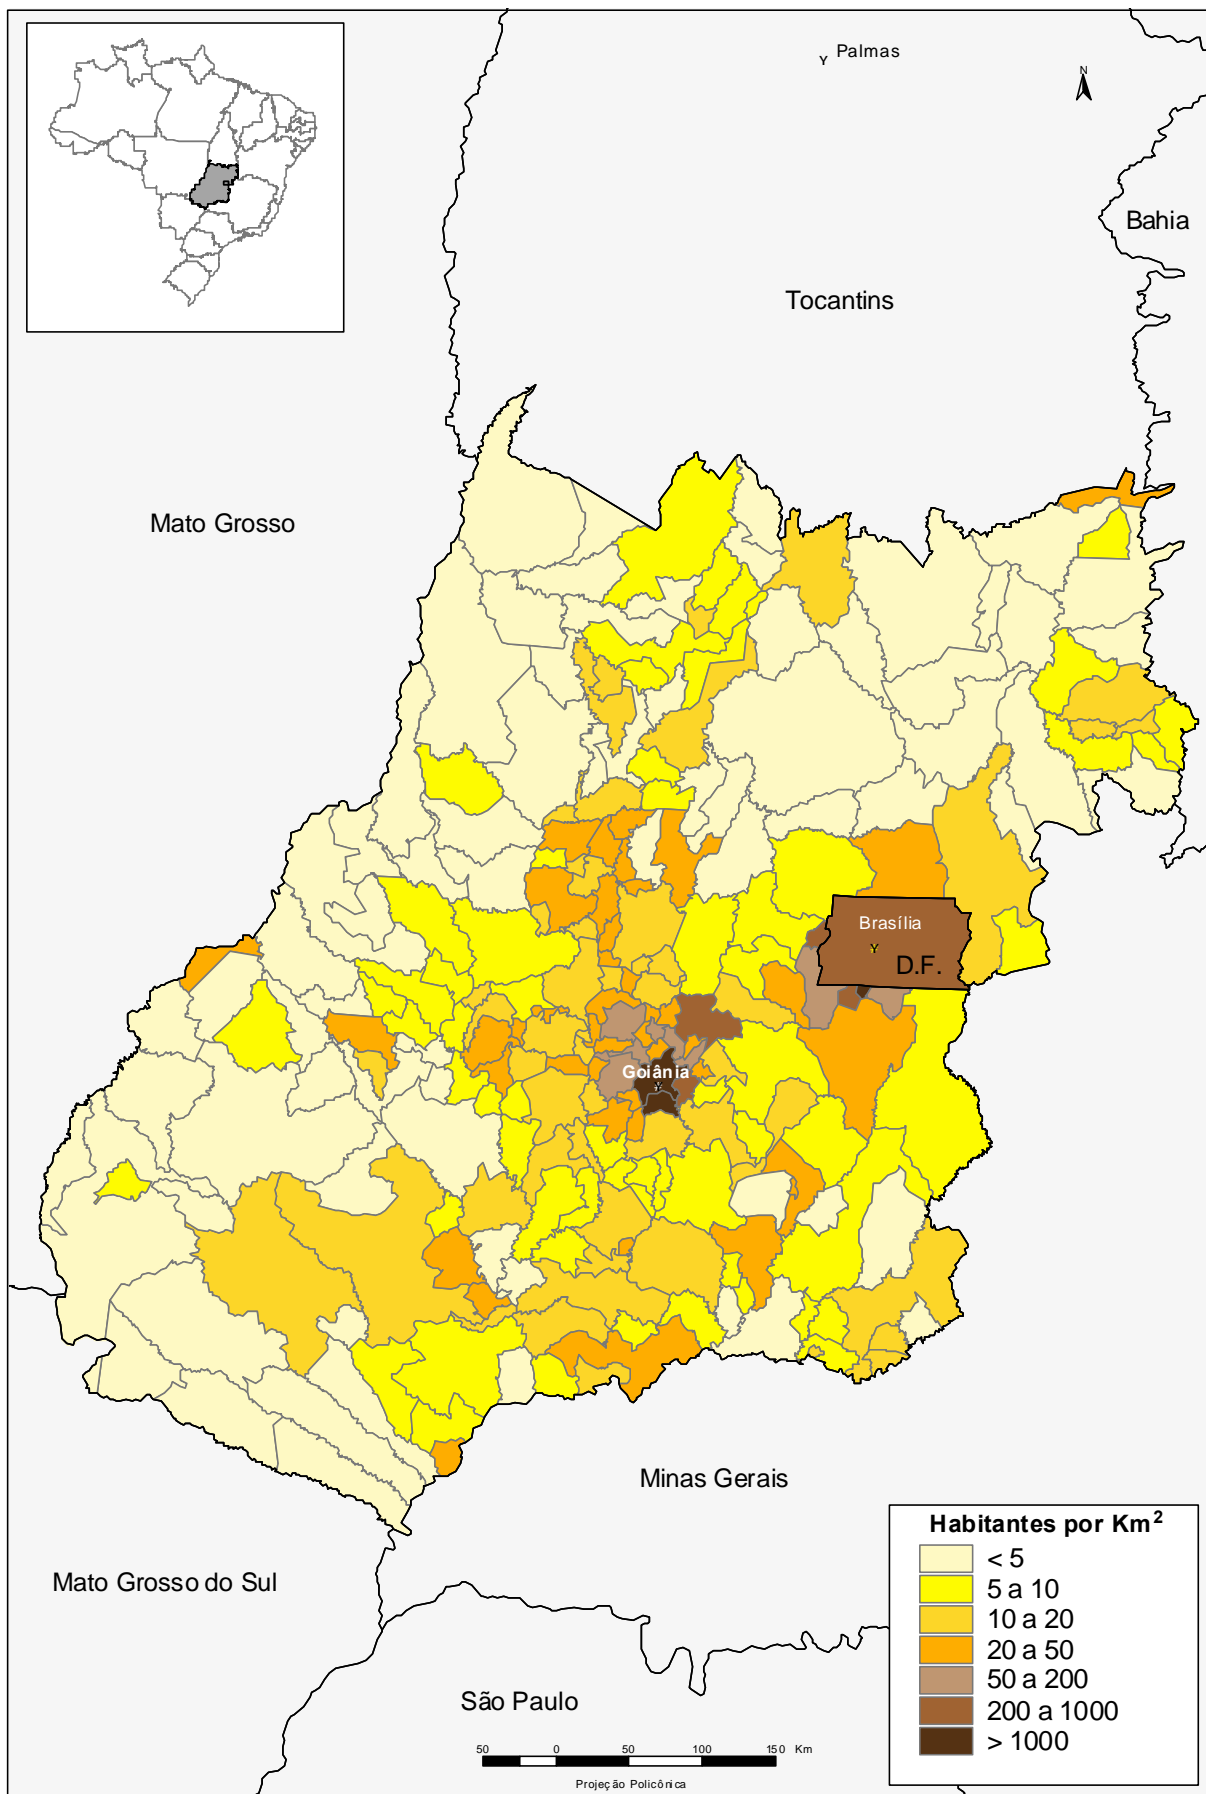 Palmas
N
Bahia
Tocantins
Mato Grosso
Brasília
D.F.
Goiânia
Minas Gerais
Mato Grosso do Sul
São Paulo
Habitantes por Km²
< 5
5 a 10
10 a 20
20 a 50
50 a 200
200 a 1000
> 1000
50 0 50 100 150 Km
Projeção Policônica